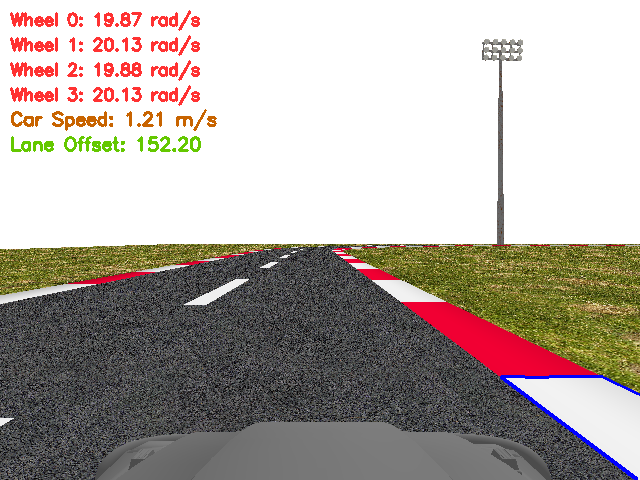 Wheel 0: 19.87 rad/s
Wheel 1: 20.13 rad/s
Wheel 2: 19.88 rad/s
Wheel 3: 20.13 rad/s
Car Speed: 1.21 m/s
Lane Offset: 152.20